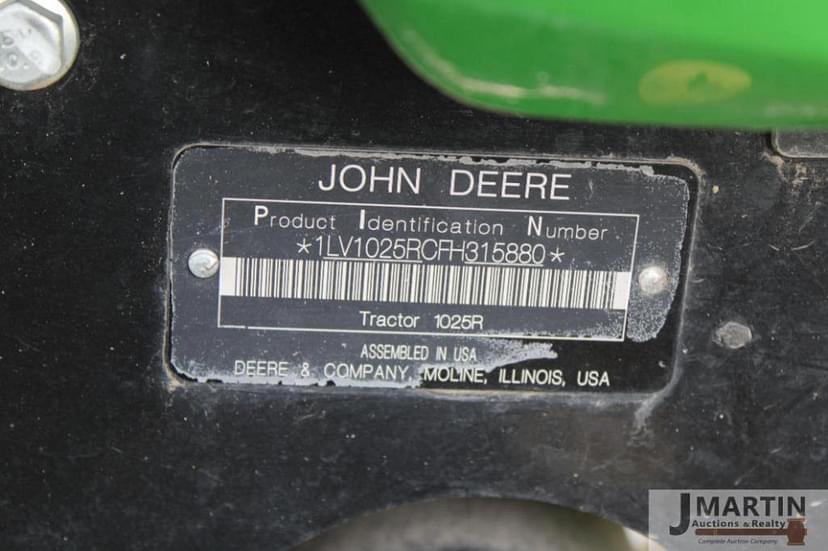 JOHN DEERE
Product Identification Number
*1LV1025RCFH315880*
Tractor 1025R
ASSEMBLED IN USA
DEERE & COMPANY, MOLINE, ILLINOIS, USA
J MARTIN
Auctions & Realty
Complete Auction Company